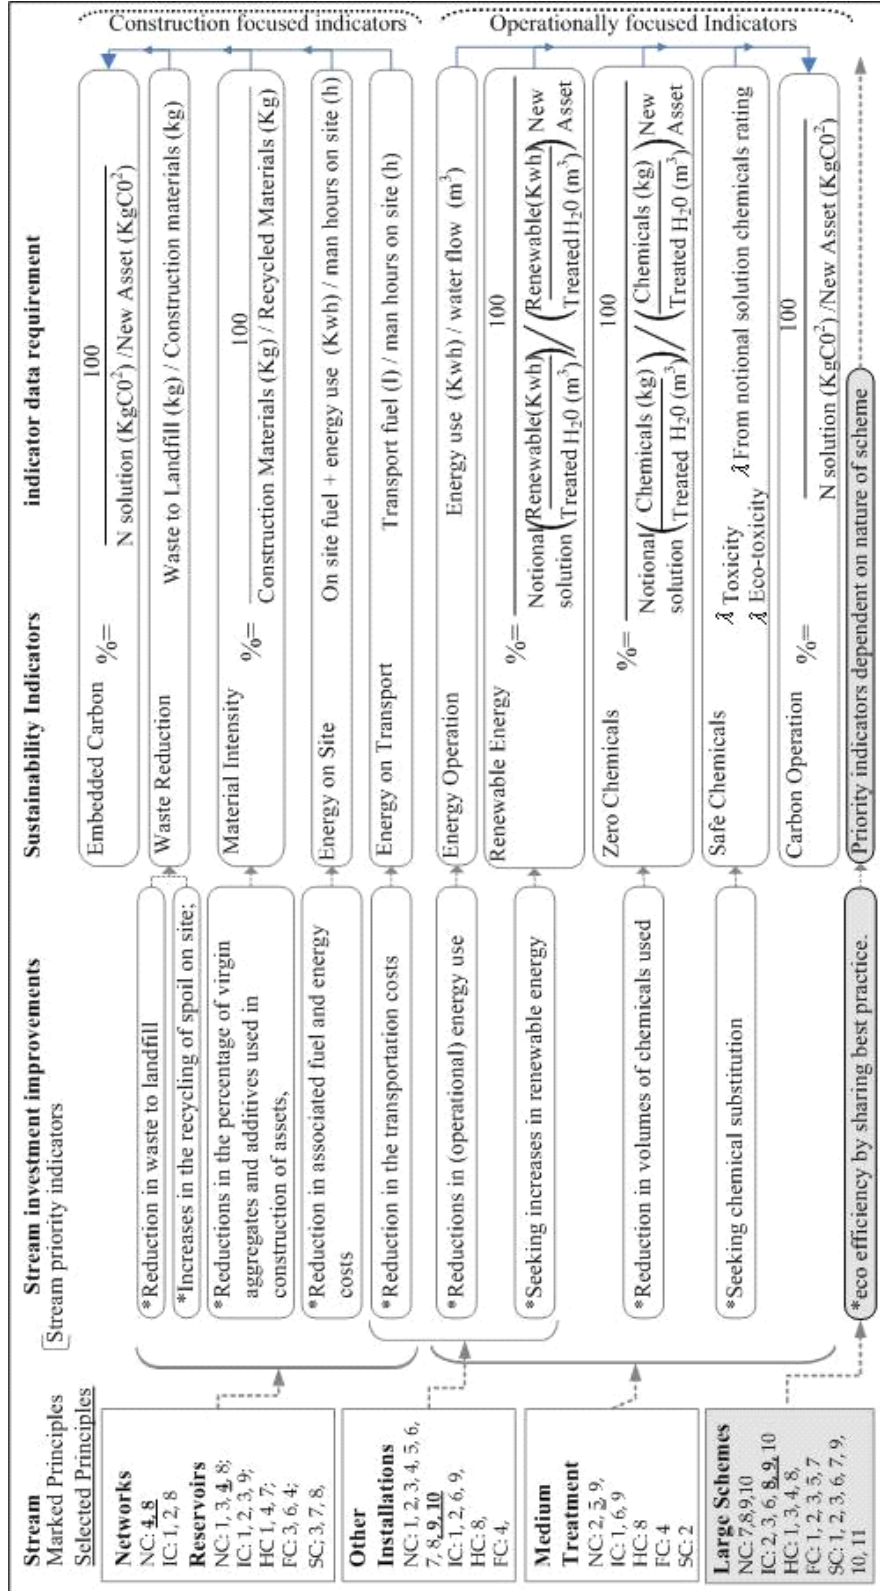 Stream
Marked Principles
Selected Principles
Networks
NC: 4,8
IC: 1, 2, 8
Reservoirs
NC: 1, 3, 4, 8;
IC: 1, 2, 3, 9;
HC 1, 4, 7;
FC: 3, 6, 4;
SC: 3, 7, 8,
Other
Installations
NC: 1, 2, 3, 4, 5, 6,
7, 8, 9, 10
IC: 1, 2, 6, 9,
HC: 8,
FC: 4,
Medium
Treatment
NC: 2, 5, 9,
IC: 1, 6, 9
HC: 8
FC: 4
SC: 2
Large Schemes
NC: 7,8,9,10
IC: 2, 3, 6, 8, 9, 10
HC: 1, 3, 4, 8,
FC: 1, 2, 3, 5, 7
SC: 1, 2, 3, 6, 7, 9,
10, 11
Stream investment improvements
Stream priority indicators
*Reduction in waste to landfill
*Increases in the recycling of spoil on site;
*Reductions in the percentage of virgin
aggregates and additives used in
construction of assets,
*Reduction in associated fuel and energy
costs
*Reduction in the transportation costs
*Reductions in (operational) energy use
*Seeking increases in renewable energy
*Reduction in volumes of chemicals used
*Seeking chemical substitution
*eco efficiency by sharing best practice.
Sustainability Indicators
indicator data requirement
Embedded Carbon
%=
100
N solution (KgC0²) /New Asset (KgCO²)
Waste Reduction
Waste to Landfill (kg) / Construction materials (kg)
Material Intensity
%=
100
Construction Materials (Kg) / Recycled Materials (Kg)
Energy on Site
On site fuel + energy use (Kwh) / man hours on site (h)
Energy on Transport
Transport fuel (l) / man hours on site (h)
Energy Operation
Energy use (Kwh) / water flow (m³)
Renewable Energy
%=
100
Notional (Renewable(Kwh)) / (Renewable(Kwh)) New
solution (Treated H₂0 (m³)) / (Treated H₂0 (m³)) Asset
Zero Chemicals
%=
100
Notional (Chemicals (kg)) / (Chemicals (kg)) New
solution (Treated H₂0 (m³)) / (Treated H₂0 (m³)) Asset
Safe Chemicals
Toxicity
Eco-toxicity
From notional solution chemicals rating
Carbon Operation
%=
100
N solution (KgC0²) /New Asset (KgCO²)
Priority indicators dependent on nature of scheme
Construction focused indicators
Operationally focused Indicators